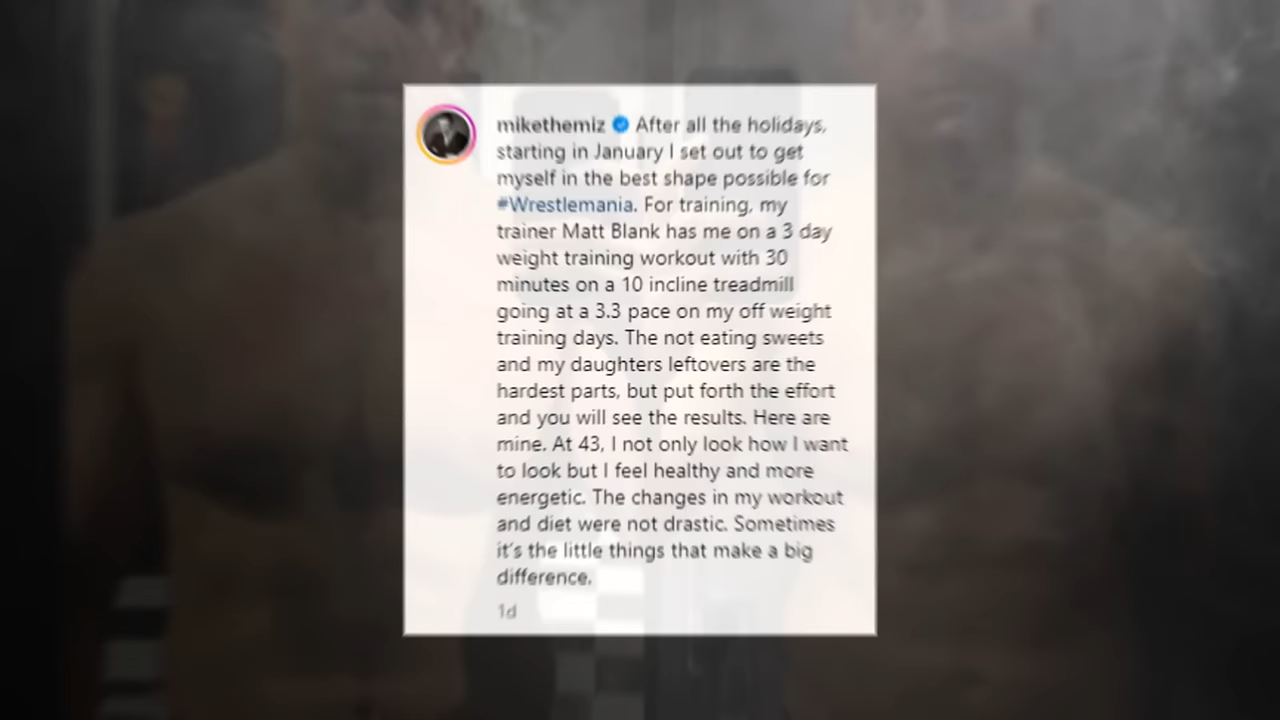 mikethemiz After all the holidays,
starting in January I set out to get
myself in the best shape possible for
#Wrestlemania. For training, my
trainer Matt Blank has me on a 3 day
weight training workout with 30
minutes on a 10 incline treadmill
going at a 3.3 pace on my off weight
training days. The not eating sweets
and my daughters leftovers are the
hardest parts, but put forth the effort
and you will see the results. Here are
mine. At 43, I not only look how I want
to look but I feel healthy and more
energetic. The changes in my workout
and diet were not drastic. Sometimes
it's the little things that make a big
difference.
1d